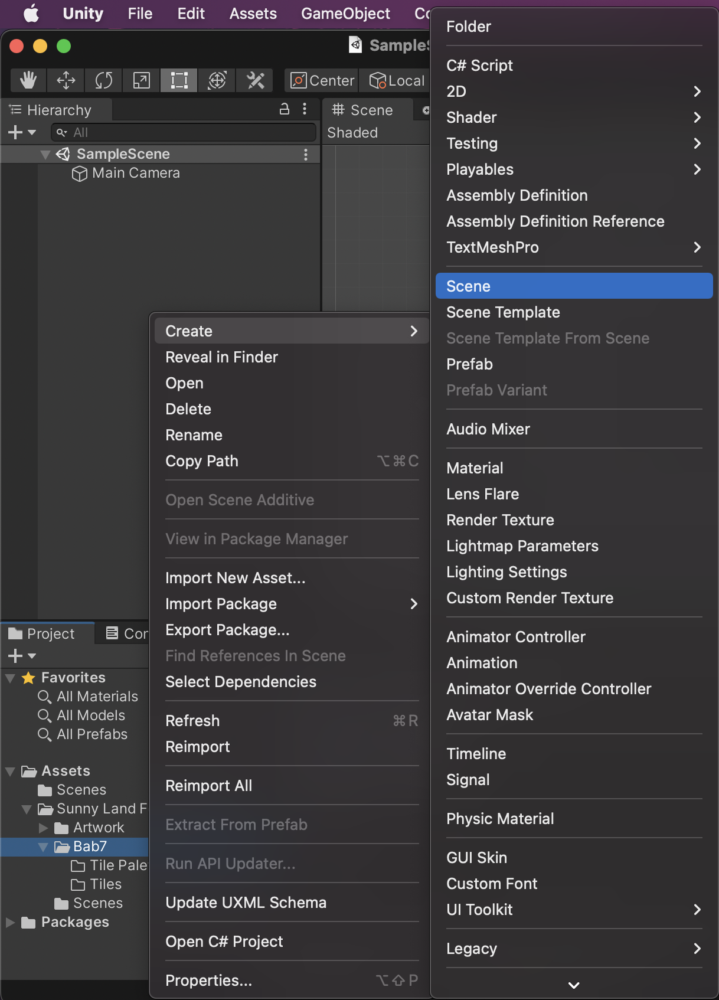 Unity File Edit Assets GameObject Co
SampleS
Center Local
Hierarchy
All
SampleScene
Main Camera
Scene
Shaded
Folder
C# Script
2D
Shader
Testing
Playables
Assembly Definition
Assembly Definition Reference
TextMeshPro
Scene
Scene Template
Scene Template From Scene
Prefab
Prefab Variant
Audio Mixer
Material
Lens Flare
Render Texture
Lightmap Parameters
Lighting Settings
Custom Render Texture
Animator Controller
Animation
Animator Override Controller
Avatar Mask
Timeline
Signal
Physic Material
GUI Skin
Custom Font
UI Toolkit
Legacy
Create
Reveal in Finder
Open
Delete
Rename
Copy Path ⌥⌘C
Open Scene Additive
View in Package Manager
Import New Asset...
Import Package
Export Package...
Find References In Scene
Select Dependencies
Refresh ⌘R
Reimport
Reimport All
Extract From Prefab
Run API Updater...
Update UXML Schema
Open C# Project
Properties... ⌥⇧P
Project Con
Favorites
All Materials
All Models
All Prefabs
Assets
Scenes
Sunny Land F
Artwork
Bab7
Tile Pale
Tiles
Scenes
Packages